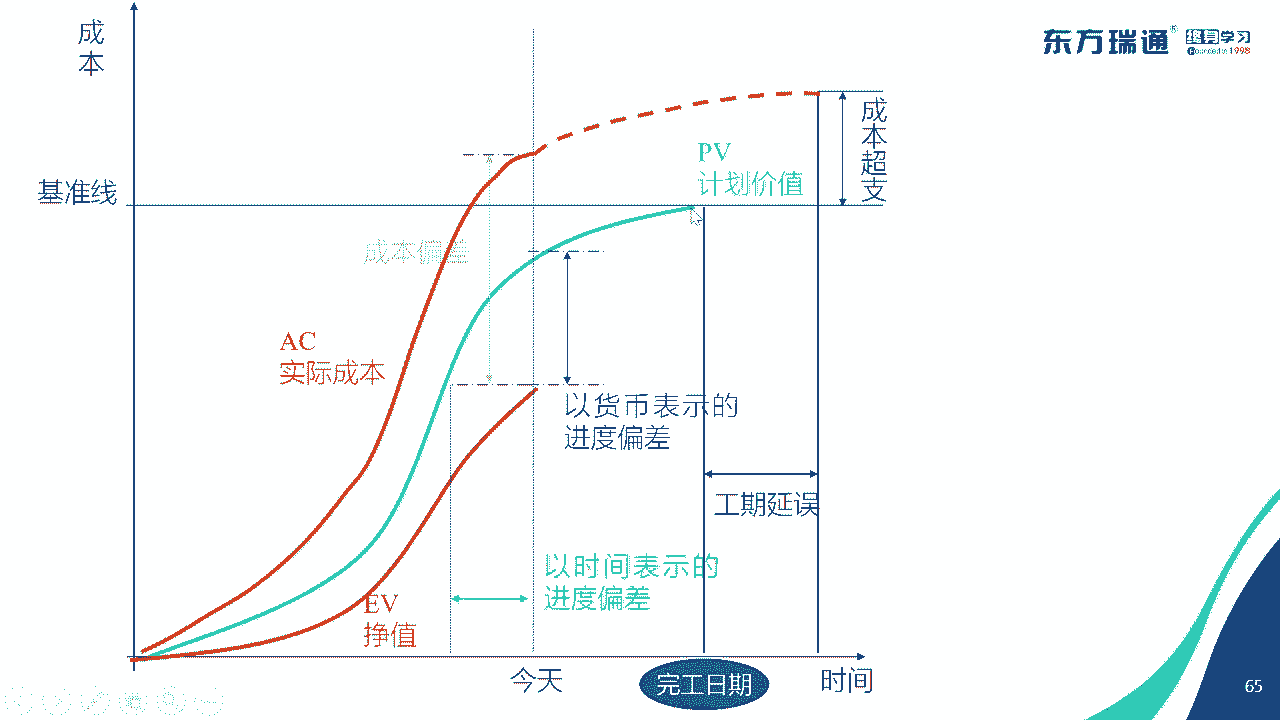 成
本
东方瑞通®
终身学习
Founded in 1998
成
本
超
支
PV
计划价值
基准线
成本偏差
AC
实际成本
以货币表示的
进度偏差
工期延误
以时间表示的
进度偏差
EV
挣值
今天
完工日期
时间
65